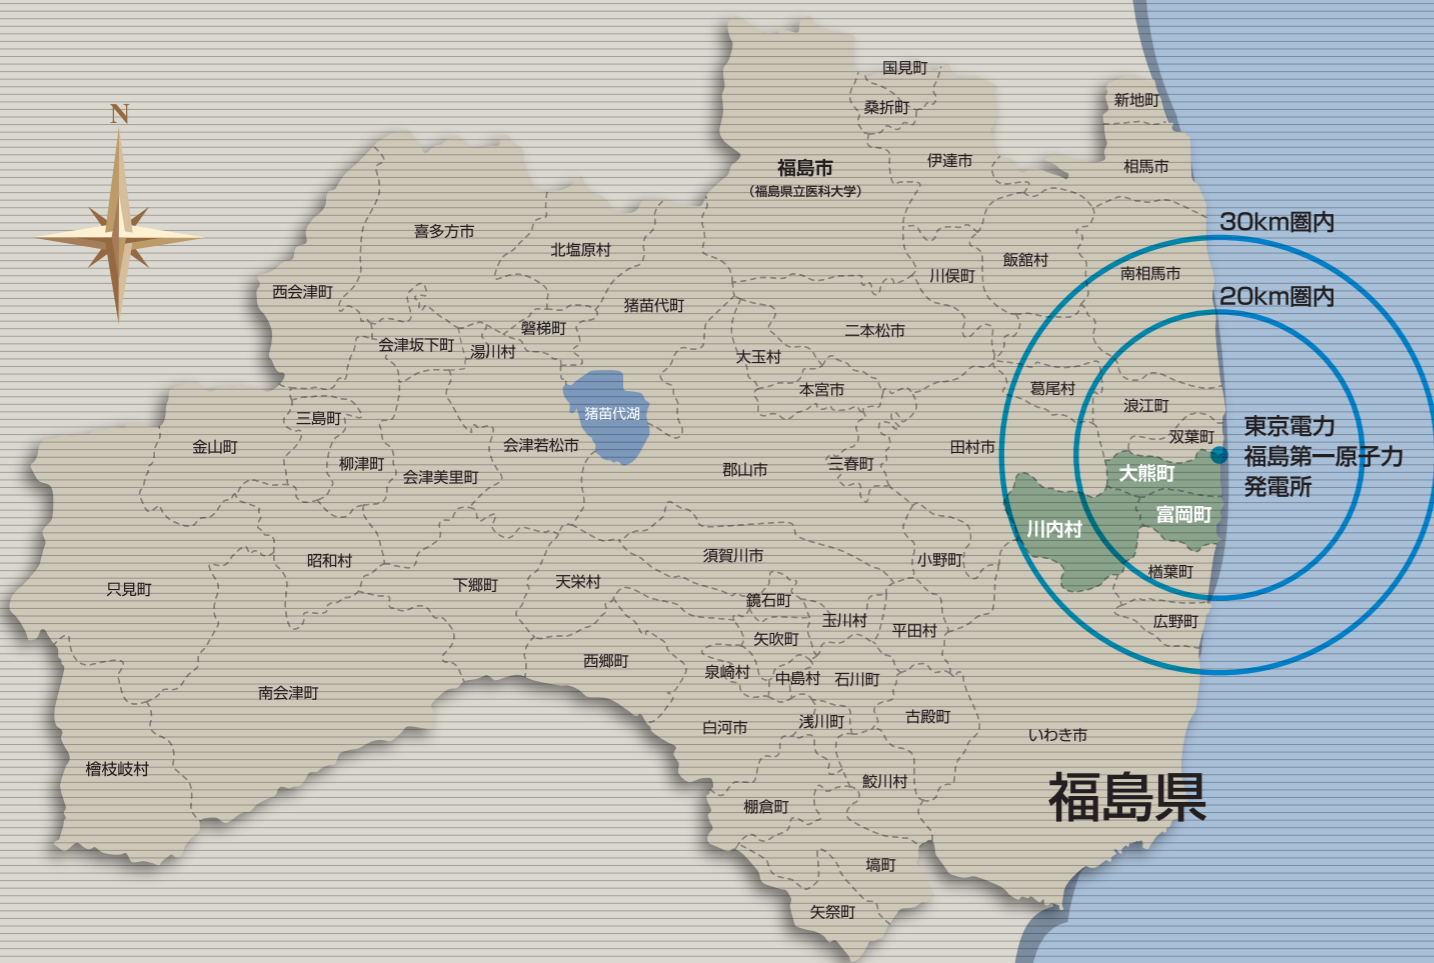 N
国見町
桑折町
新地町
福島市
(福島県立医科大学)
伊達市
相馬市
30km圏内
喜多方市
北塩原村
川俣町
飯舘村
南相馬市
西会津町
猪苗代町
20km圏内
磐梯町
会津坂下町
湯川村
二本松市
大玉村
本宮市
葛尾村
浪江町
三島町
猪苗代湖
双葉町
東京電力
福島第一原子力
発電所
金山町
柳津町
会津美里町
会津若松市
郡山市
三春町
田村市
大熊町
富岡町
川内村
昭和村
須賀川市
小野町
只見町
下郷町
天栄村
楢葉町
鏡石町
玉川村
平田村
広野町
矢吹町
西郷町
泉崎村
中島村
石川町
南会津町
白河市
浅川町
古殿町
いわき市
檜枝岐村
鮫川村
福島県
棚倉町
塙町
矢祭町